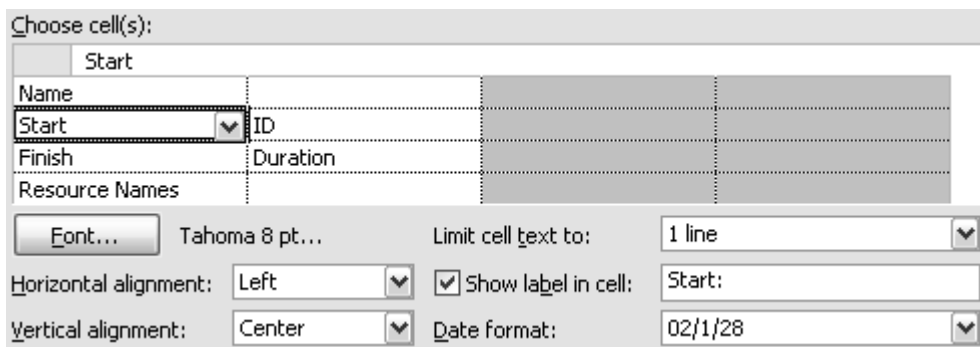 Choose cell(s):
Start
Name
Start ID
Finish Duration
Resource Names
Font... Tahoma 8 pt... Limit cell text to: 1 line
Horizontal alignment: Left Show label in cell: Start:
Vertical alignment: Center Date format: 02/1/28